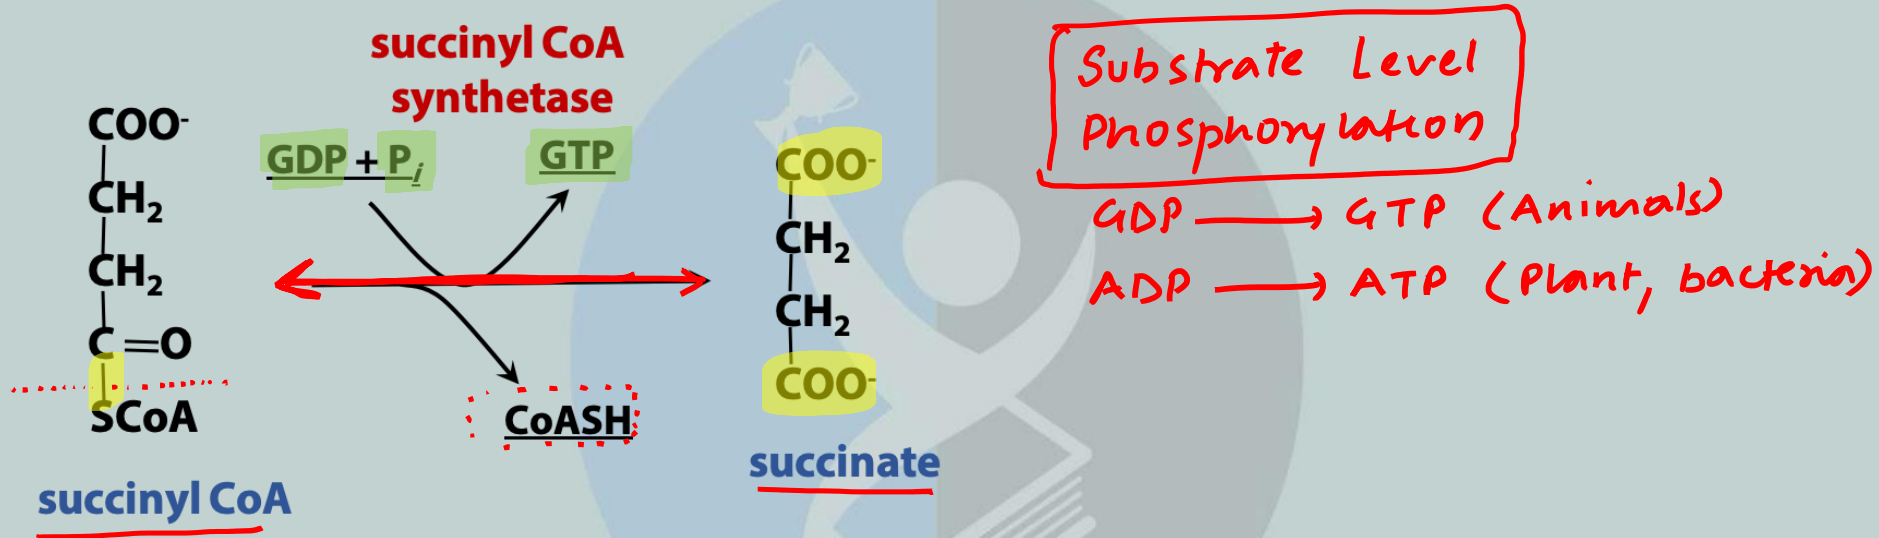 succinyl CoA
synthetase
COO⁻
CH₂
CH₂
C=O
SCoA
succinyl CoA
GDP + Pᵢ
GTP
CoASH
COO⁻
CH₂
CH₂
COO⁻
succinate
Substrate Level
Phosphorylation
GDP → GTP (Animals)
ADP → ATP (Plant, bacteria)